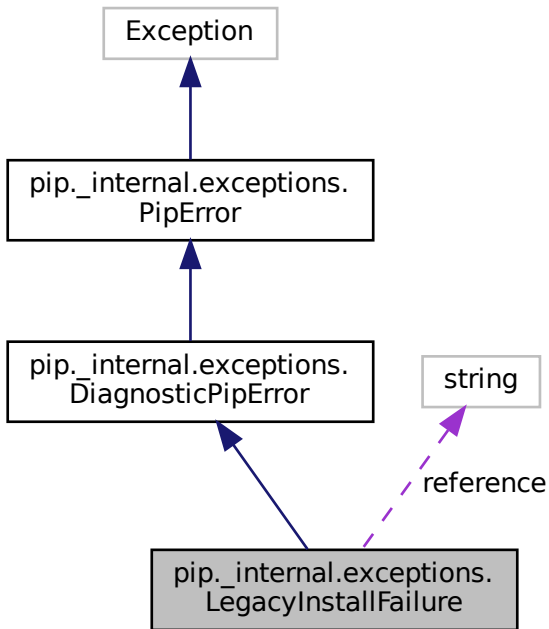 Exception
pip._internal.exceptions.
PipError
pip._internal.exceptions.
DiagnosticPipError
string
reference
pip._internal.exceptions.
LegacyInstallFailure